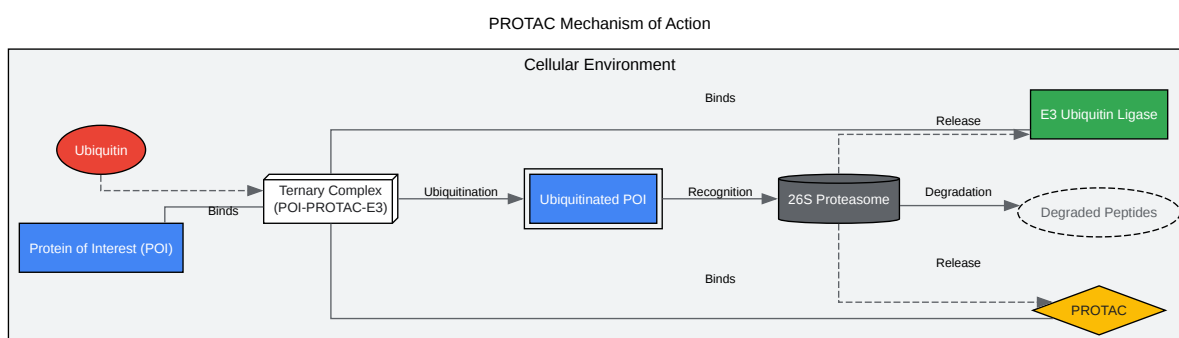 PROTAC Mechanism of Action
Cellular Environment
Binds
E3 Ubiquitin Ligase
Release
Ubiquitin
Ternary Complex
(POI-PROTAC-E3)
Ubiquitination
Ubiquitinated POI
Recognition
26S Proteasome
Degradation
Degraded Peptides
Binds
Protein of Interest (POI)
Release
Binds
PROTAC